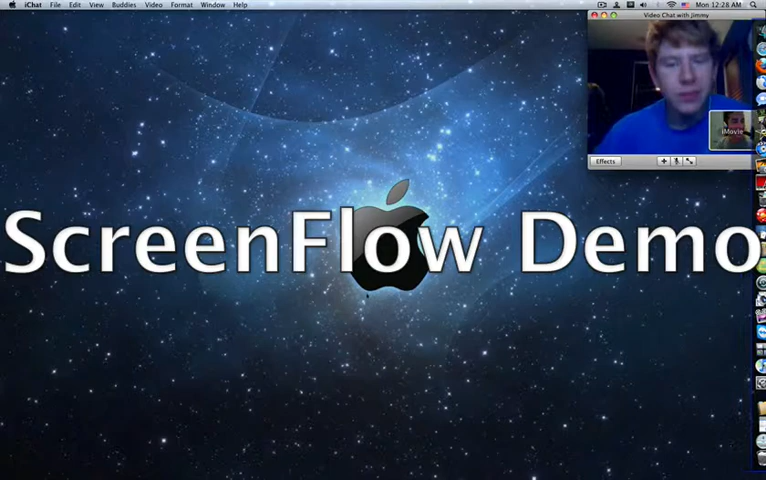 iChat File Edit View Video Format Buddies Window Help
Mon 12:28 AM
Video Chat with Jimmy
iMovie
Effects
ScreenFlow Demo